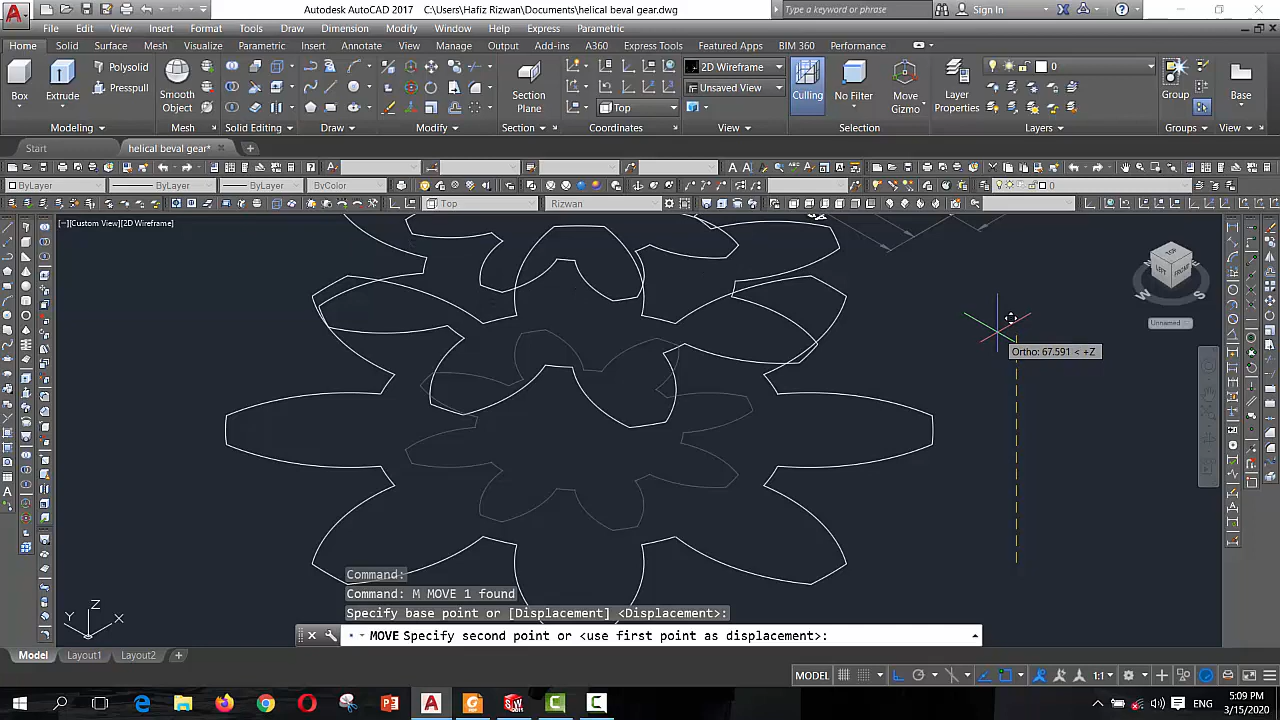 Autodesk AutoCAD 2017 C:\Users\Hafiz Rizwan\Documents\helical beval gear.dwg
Type a keyword or phrase
Sign In
File Edit View Insert Format Tools Draw Dimension Modify Window Help Express Parametric
Home Solid Surface Mesh Visualize Parametric Insert Annotate View Manage Output Add-ins A360 Express Tools Featured Apps BIM 360 Performance
Box
Extrude
Polysolid
Presspull
Smooth Object
Section Plane
Top
2D Wireframe
Unsaved View
Culling
No Filter
Move Gizmo
Layer Properties
0
Group
Base
Modeling Mesh Solid Editing Draw Modify Section Coordinates View Selection Layers Groups View
Start helical beval gear*
ByLayer ByLayer ByLayer ByColor 0
Top Rizwan
[−][Custom View][2D Wireframe]
TOP
LEFT
FRONT
W
S
Unnamed
Ortho: 67.591 < +Z
Command:
Command: M MOVE 1 found
Specify base point or [Displacement] <Displacement>:
MOVE Specify second point or <use first point as displacement>:
Z
Y
X
Model Layout1 Layout2
MODEL 1:1
5:09 PM
3/15/2020